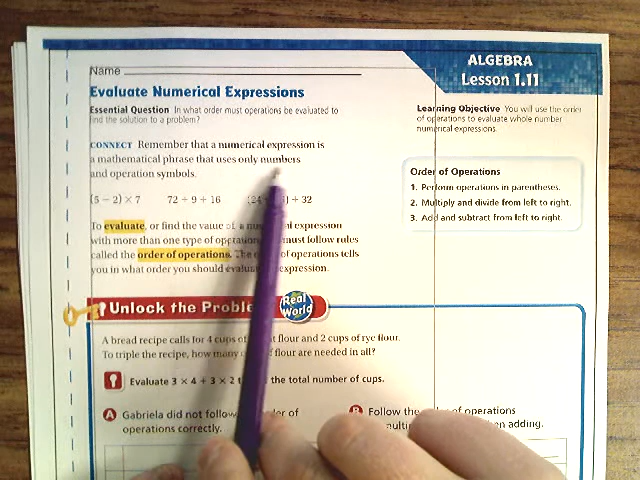 Name
ALGEBRA
Lesson 1.11
Evaluate Numerical Expressions
Essential Question In what order must operations be evaluated to
find the solution to a problem?
Learning Objective You will use the order
of operations to evaluate whole number
numerical expressions.
CONNECT Remember that a numerical expression is
a mathematical phrase that uses only numbers
and operation symbols.
(5 − 2) × 7 72 ÷ 9 + 16 (24 + 32
To evaluate, or find the value of a expression
with more than one type of must follow rules
called the order of operations. The of operations tells
you in what order you should expression.
Order of Operations
1. Perform operations in parentheses.
2. Multiply and divide from left to right.
3. Add and subtract from left to right.
Unlock the
Real
World
A bread recipe calls for 4 cups of flour and 2 cups of rye flour.
To triple the recipe, how many flour are needed in all?
Evaluate 3 × 4 + 3 × 2 the total number of cups.
A Gabriela did not follow of
operations correctly.
B Follow the of operations
adding.